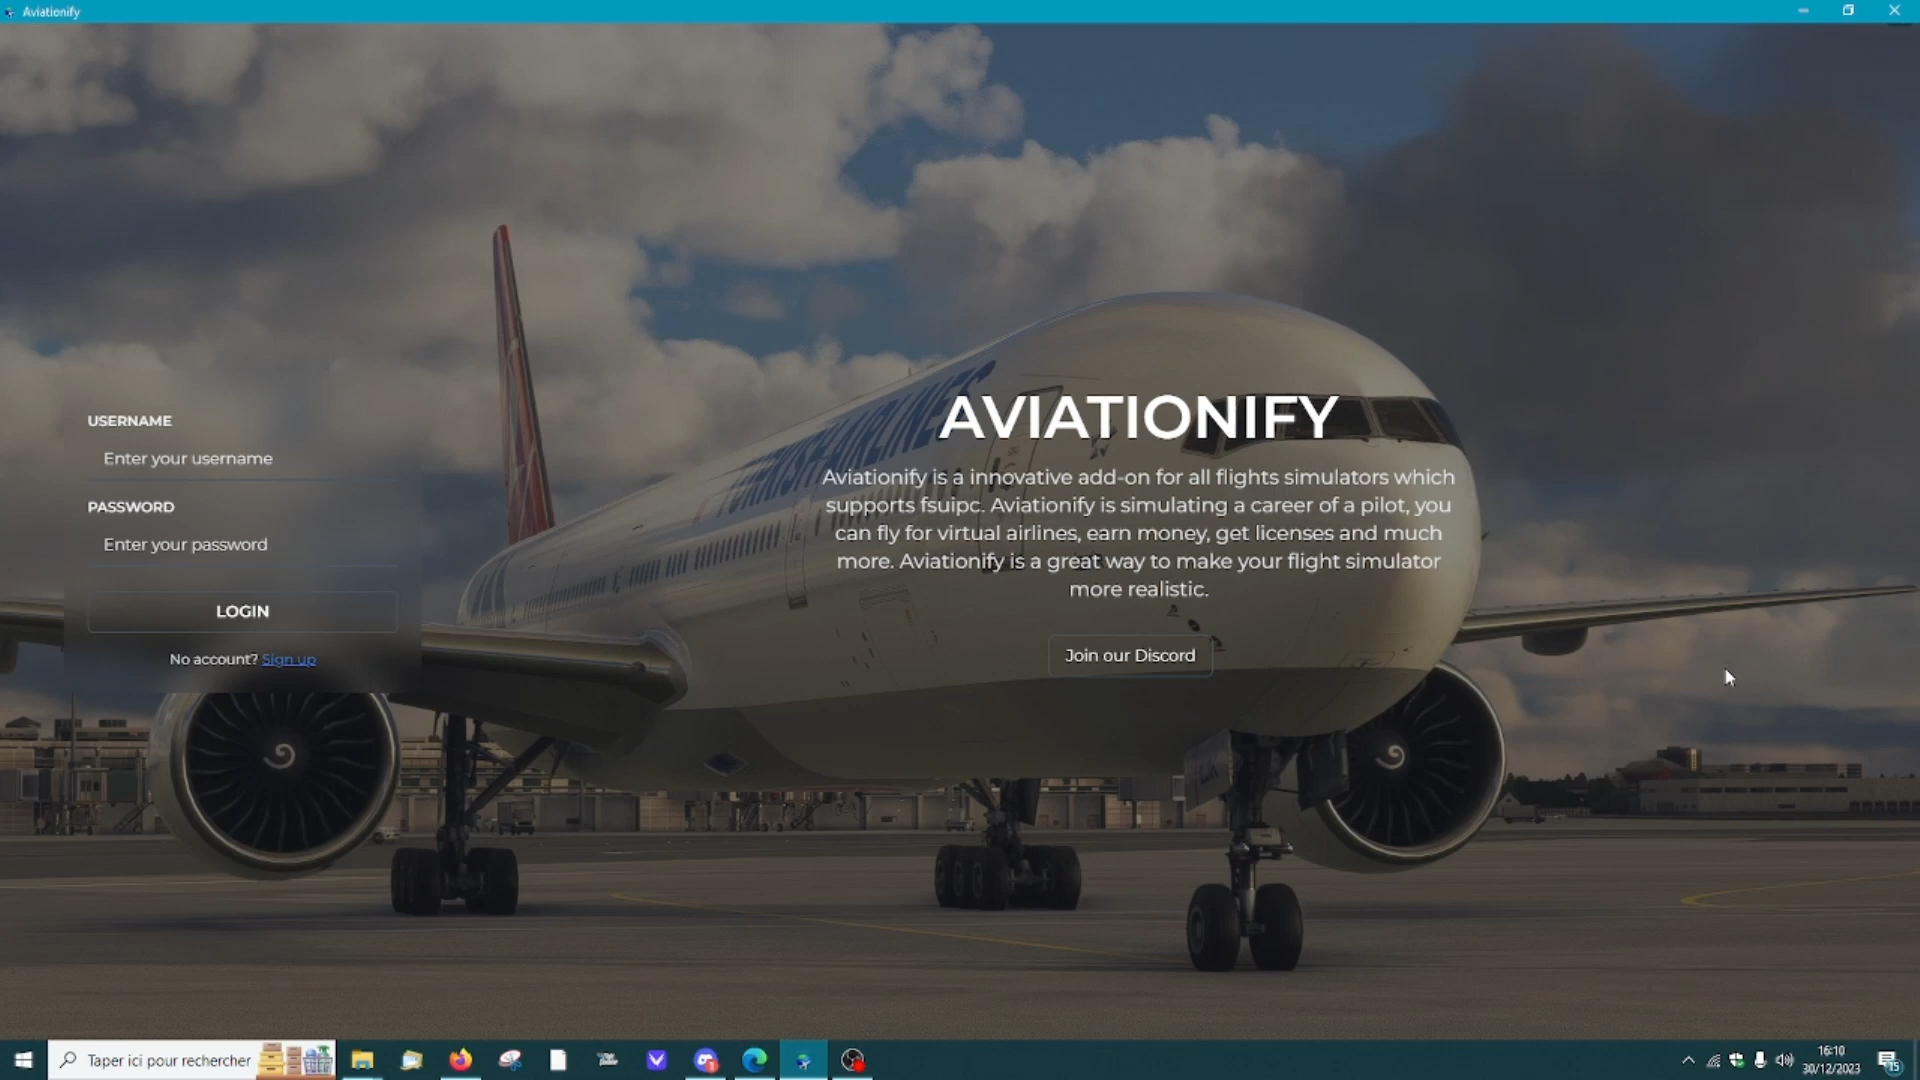 Aviationify
USERNAME
Enter your username
PASSWORD
Enter your password
LOGIN
No account? Sign up
AVIATIONIFY
Aviationify is a innovative add-on for all flights simulators which
supports fsuipc. Aviationify is simulating a career of a pilot, you
can fly for virtual airlines, earn money, get licenses and much
more. Aviationify is a great way to make your flight simulator
more realistic.
Join our Discord
TURKISH AIRLINES
Taper ici pour rechercher
16:10
30/12/2023
15